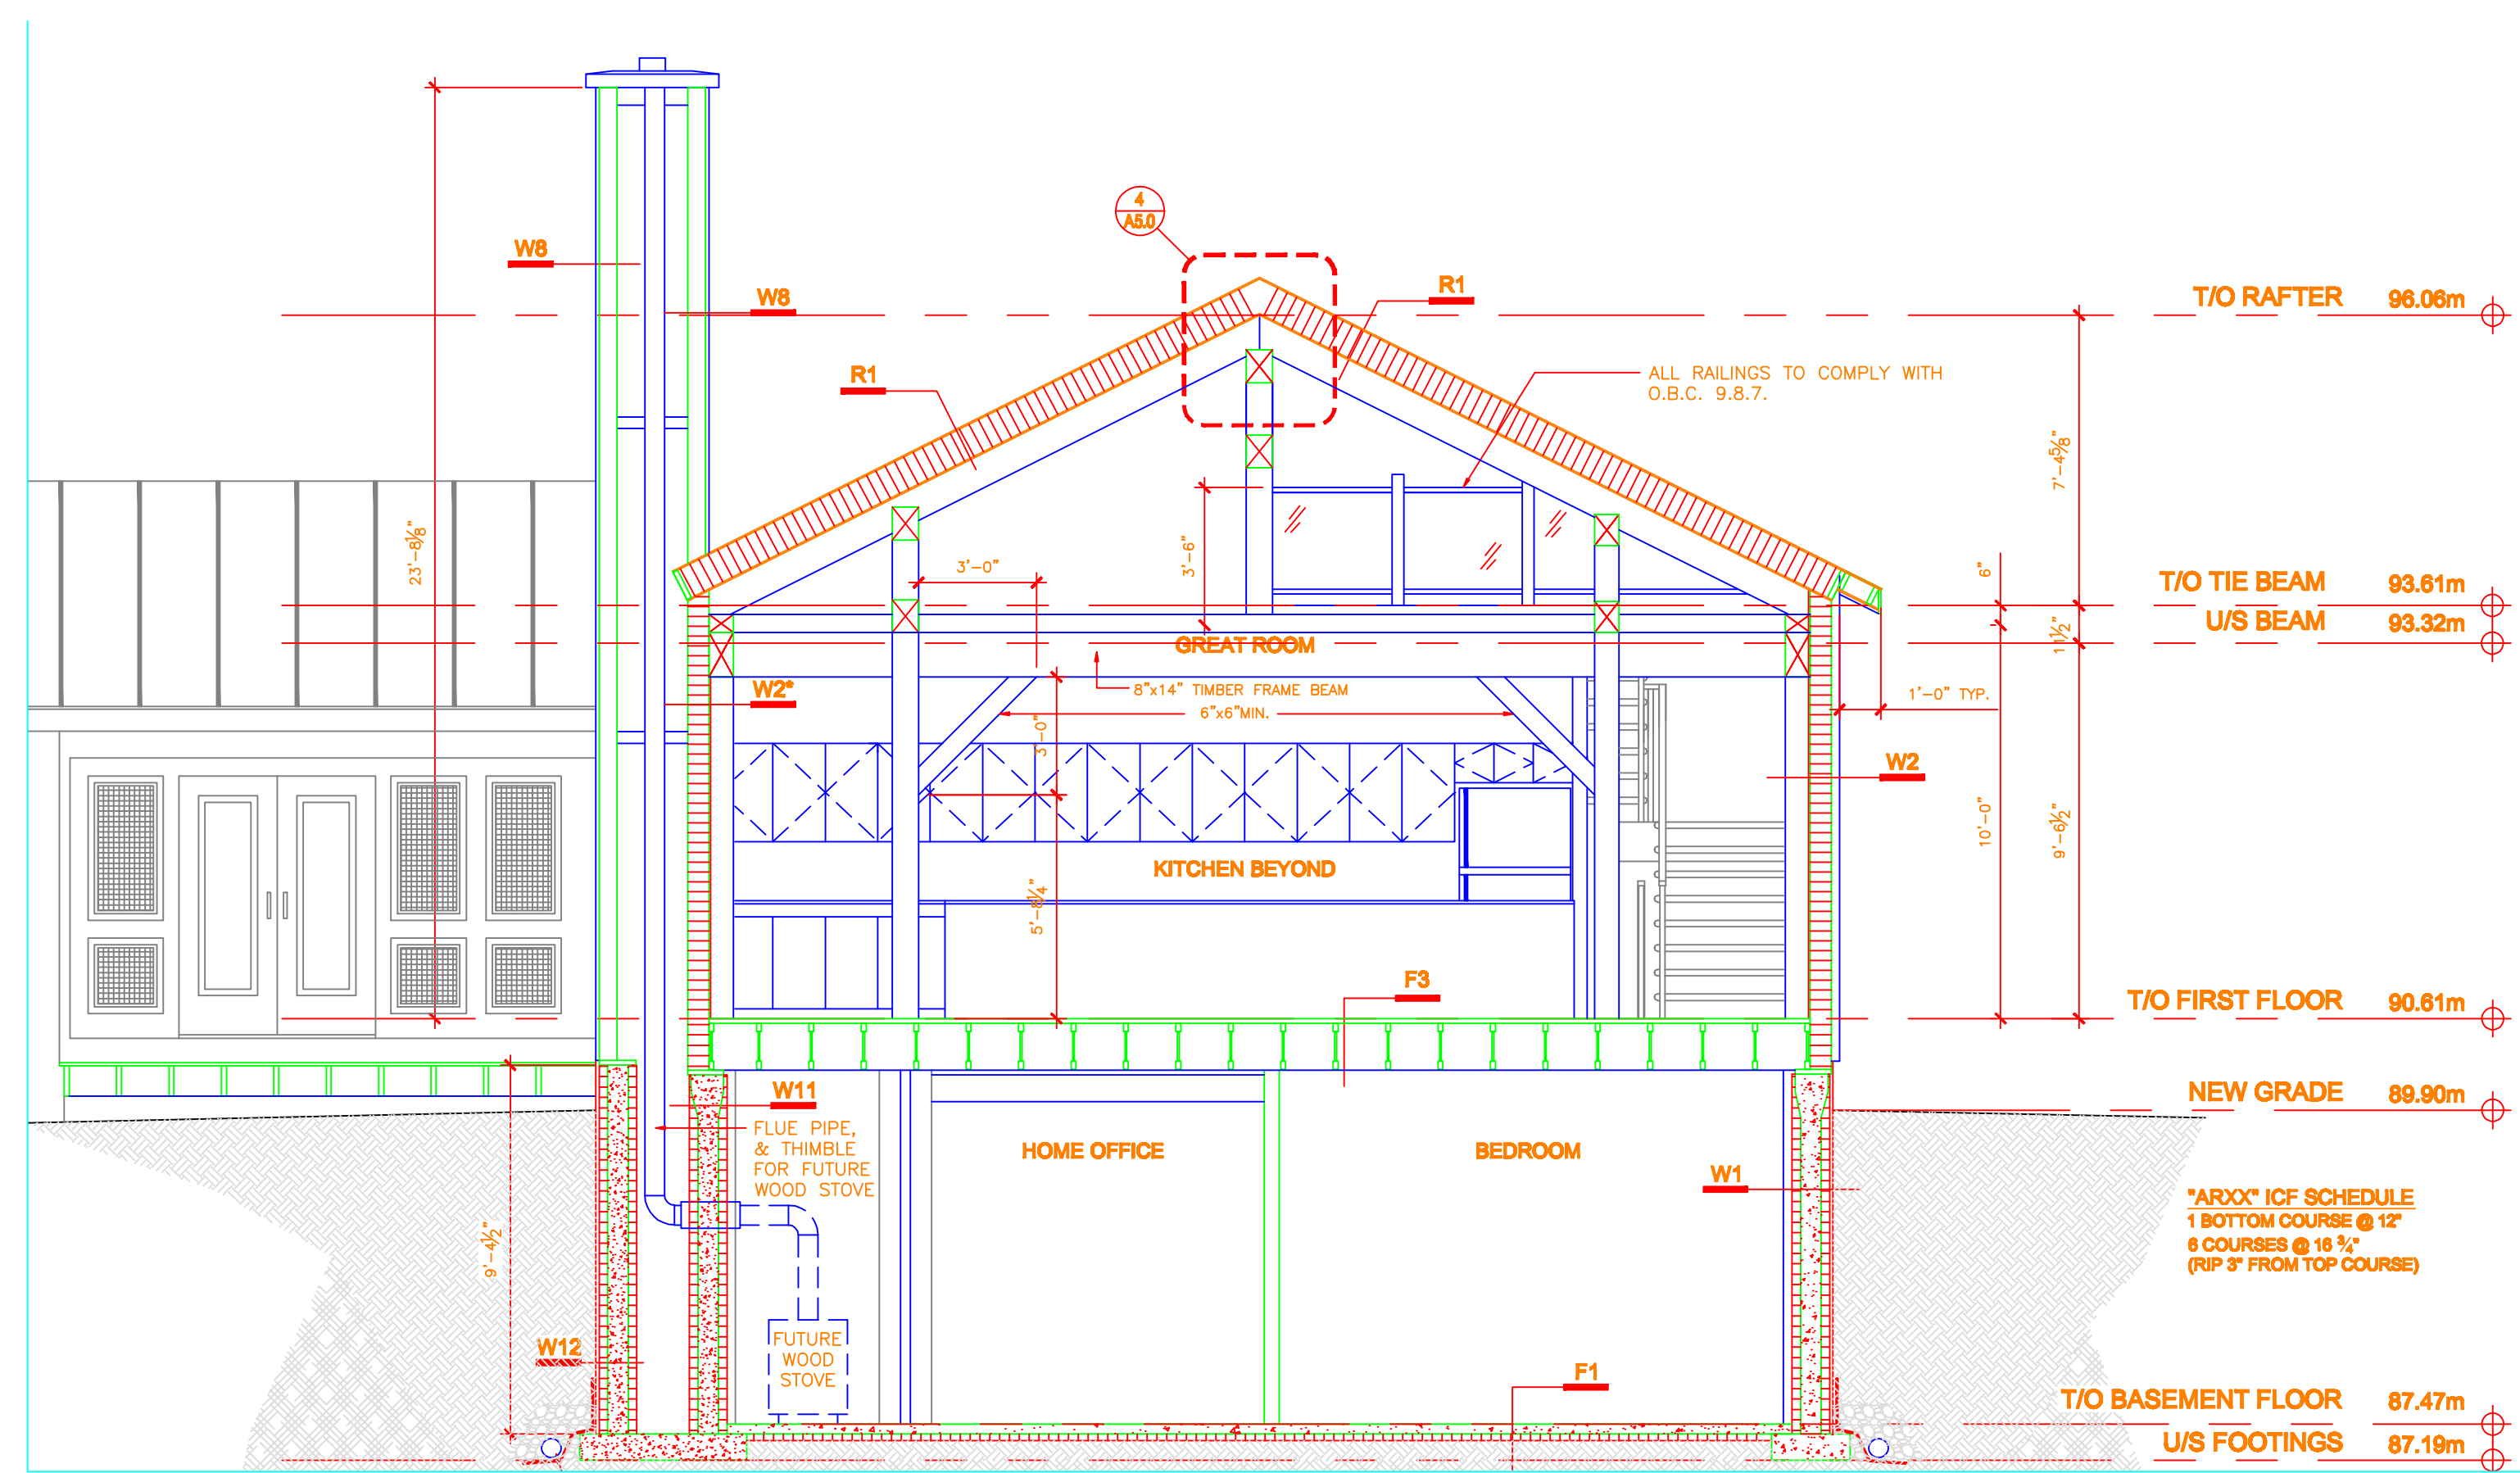 4
A5.0
W8
W8
R1
R1
T/O RAFTER 96.06m
ALL RAILINGS TO COMPLY WITH
O.B.C. 9.8.7.
7'-4⅝"
23'-8⅛"
3'-6"
3'-0"
6"
T/O TIE BEAM 93.61m
U/S BEAM 93.32m
GREAT ROOM
W2*
8"x14" TIMBER FRAME BEAM
6"x6"MIN.
1'-0" TYP.
3'-0"
W2
10'-0"
9'-6½"
KITCHEN BEYOND
5'-8¼"
F3
T/O FIRST FLOOR 90.61m
W11
NEW GRADE 89.90m
FLUE PIPE,
& THIMBLE
FOR FUTURE
WOOD STOVE
HOME OFFICE
BEDROOM
W1
"ARXX" ICF SCHEDULE
1 BOTTOM COURSE @ 12"
6 COURSES @ 16 ¾"
(RIP 3" FROM TOP COURSE)
9'-4½"
W12
FUTURE
WOOD
STOVE
F1
T/O BASEMENT FLOOR 87.47m
U/S FOOTINGS 87.19m